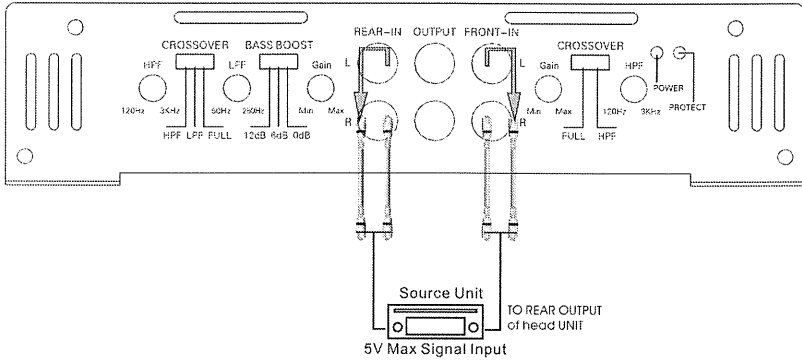 REAR-IN OUTPUT FRONT-IN
CROSSOVER BASS BOOST CROSSOVER
HPF LPF Gain L L Gain HPF
POWER
PROTECT
120Hz 3KHz 50Hz 250Hz Min Max R R Min Max 120Hz 3KHz
HPF LPF FULL 12dB 6dB 0dB FULL HPF
Source Unit
TO REAR OUTPUT
of head UNIT
5V Max Signal Input